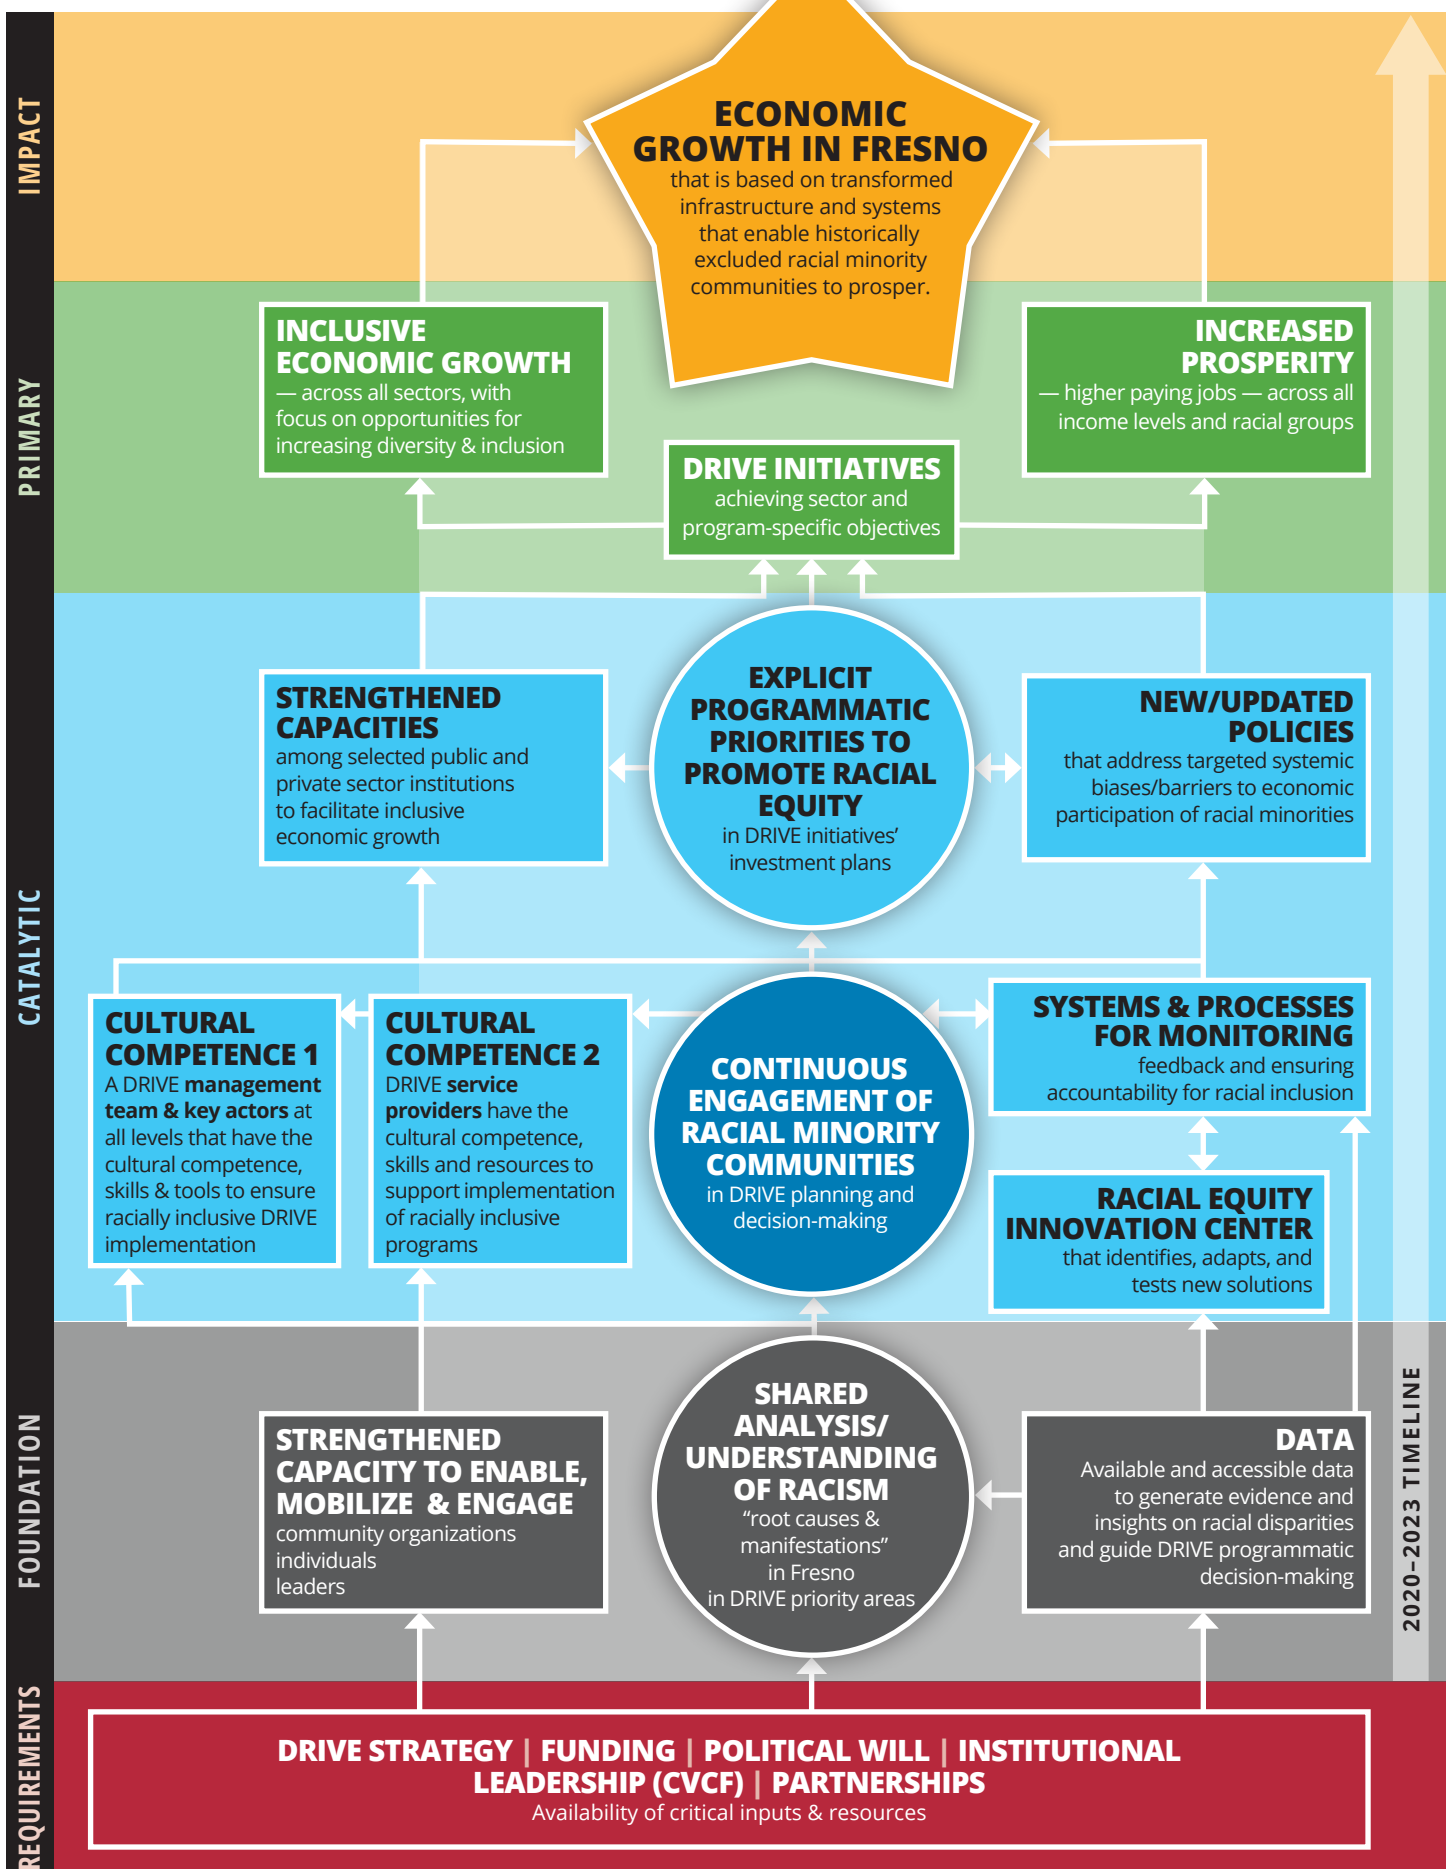 IMPACT
ECONOMIC
GROWTH IN FRESNO
that is based on transformed
infrastructure and systems
that enable historically
excluded racial minority
communities to prosper.
PRIMARY
INCLUSIVE
ECONOMIC GROWTH
— across all sectors, with
focus on opportunities for
increasing diversity & inclusion
INCREASED
PROSPERITY
— higher paying jobs — across all
income levels and racial groups
DRIVE INITIATIVES
achieving sector and
program-specific objectives
CATALYTIC
STRENGTHENED
CAPACITIES
among selected public and
private sector institutions
to facilitate inclusive
economic growth
EXPLICIT
PROGRAMMATIC
PRIORITIES TO
PROMOTE RACIAL
EQUITY
in DRIVE initiatives’
investment plans
NEW/UPDATED
POLICIES
that address targeted systemic
biases/barriers to economic
participation of racial minorities
CULTURAL
COMPETENCE 1
A DRIVE management
team & key actors at
all levels that have the
cultural competence,
skills & tools to ensure
racially inclusive DRIVE
implementation
CULTURAL
COMPETENCE 2
DRIVE service
providers have the
cultural competence,
skills and resources to
support implementation
of racially inclusive
programs
CONTINUOUS
ENGAGEMENT OF
RACIAL MINORITY
COMMUNITIES
in DRIVE planning and
decision-making
SYSTEMS & PROCESSES
FOR MONITORING
feedback and ensuring
accountability for racial inclusion
RACIAL EQUITY
INNOVATION CENTER
that identifies, adapts, and
tests new solutions
FOUNDATION
STRENGTHENED
CAPACITY TO ENABLE,
MOBILIZE & ENGAGE
community organizations
individuals
leaders
SHARED
ANALYSIS/
UNDERSTANDING
OF RACISM
“root causes &
manifestations”
in Fresno
in DRIVE priority areas
DATA
Available and accessible data
to generate evidence and
insights on racial disparities
and guide DRIVE programmatic
decision-making
2020–2023 TIMELINE
REQUIREMENTS
DRIVE STRATEGY | FUNDING | POLITICAL WILL | INSTITUTIONAL
LEADERSHIP (CVCF) | PARTNERSHIPS
Availability of critical inputs & resources